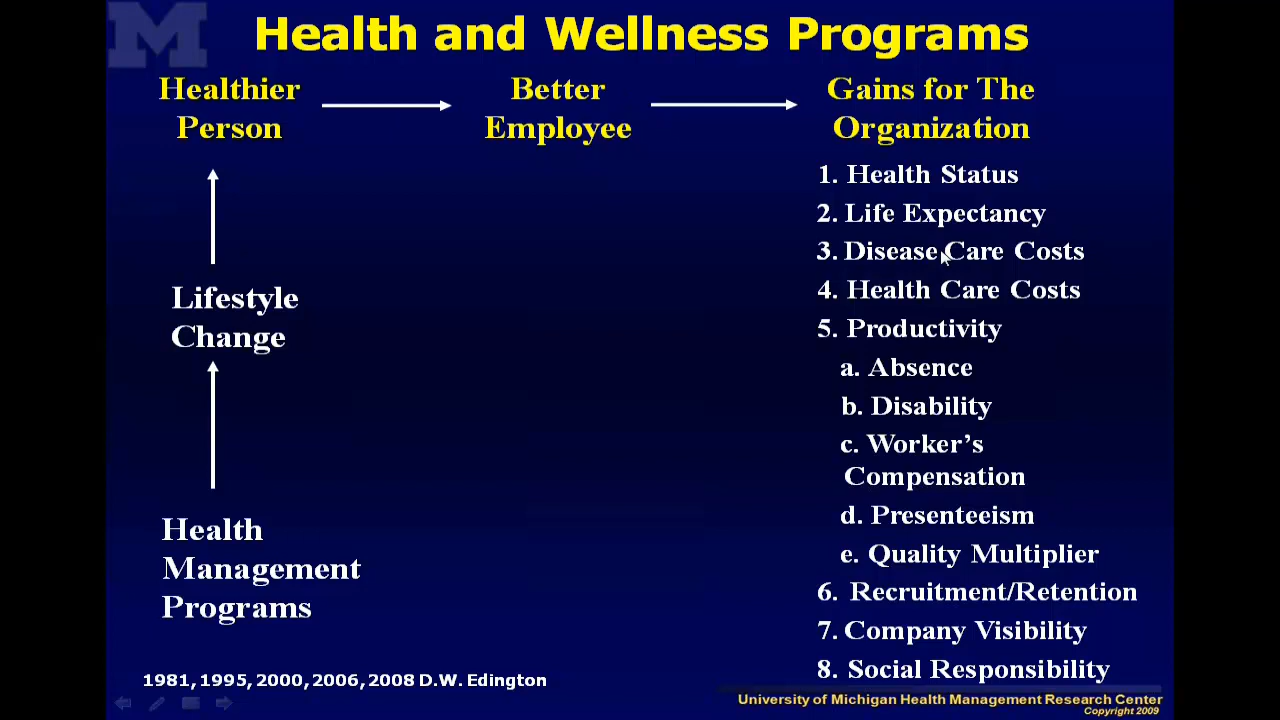 M
Health and Wellness Programs
Healthier
Person
Better
Employee
Gains for The
Organization
1. Health Status
2. Life Expectancy
3. Disease Care Costs
4. Health Care Costs
5. Productivity
a. Absence
b. Disability
c. Worker’s
Compensation
d. Presenteeism
e. Quality Multiplier
6. Recruitment/Retention
7. Company Visibility
8. Social Responsibility
Lifestyle
Change
Health
Management
Programs
1981, 1995, 2000, 2006, 2008 D.W. Edington
University of Michigan Health Management Research Center
Copyright 2009